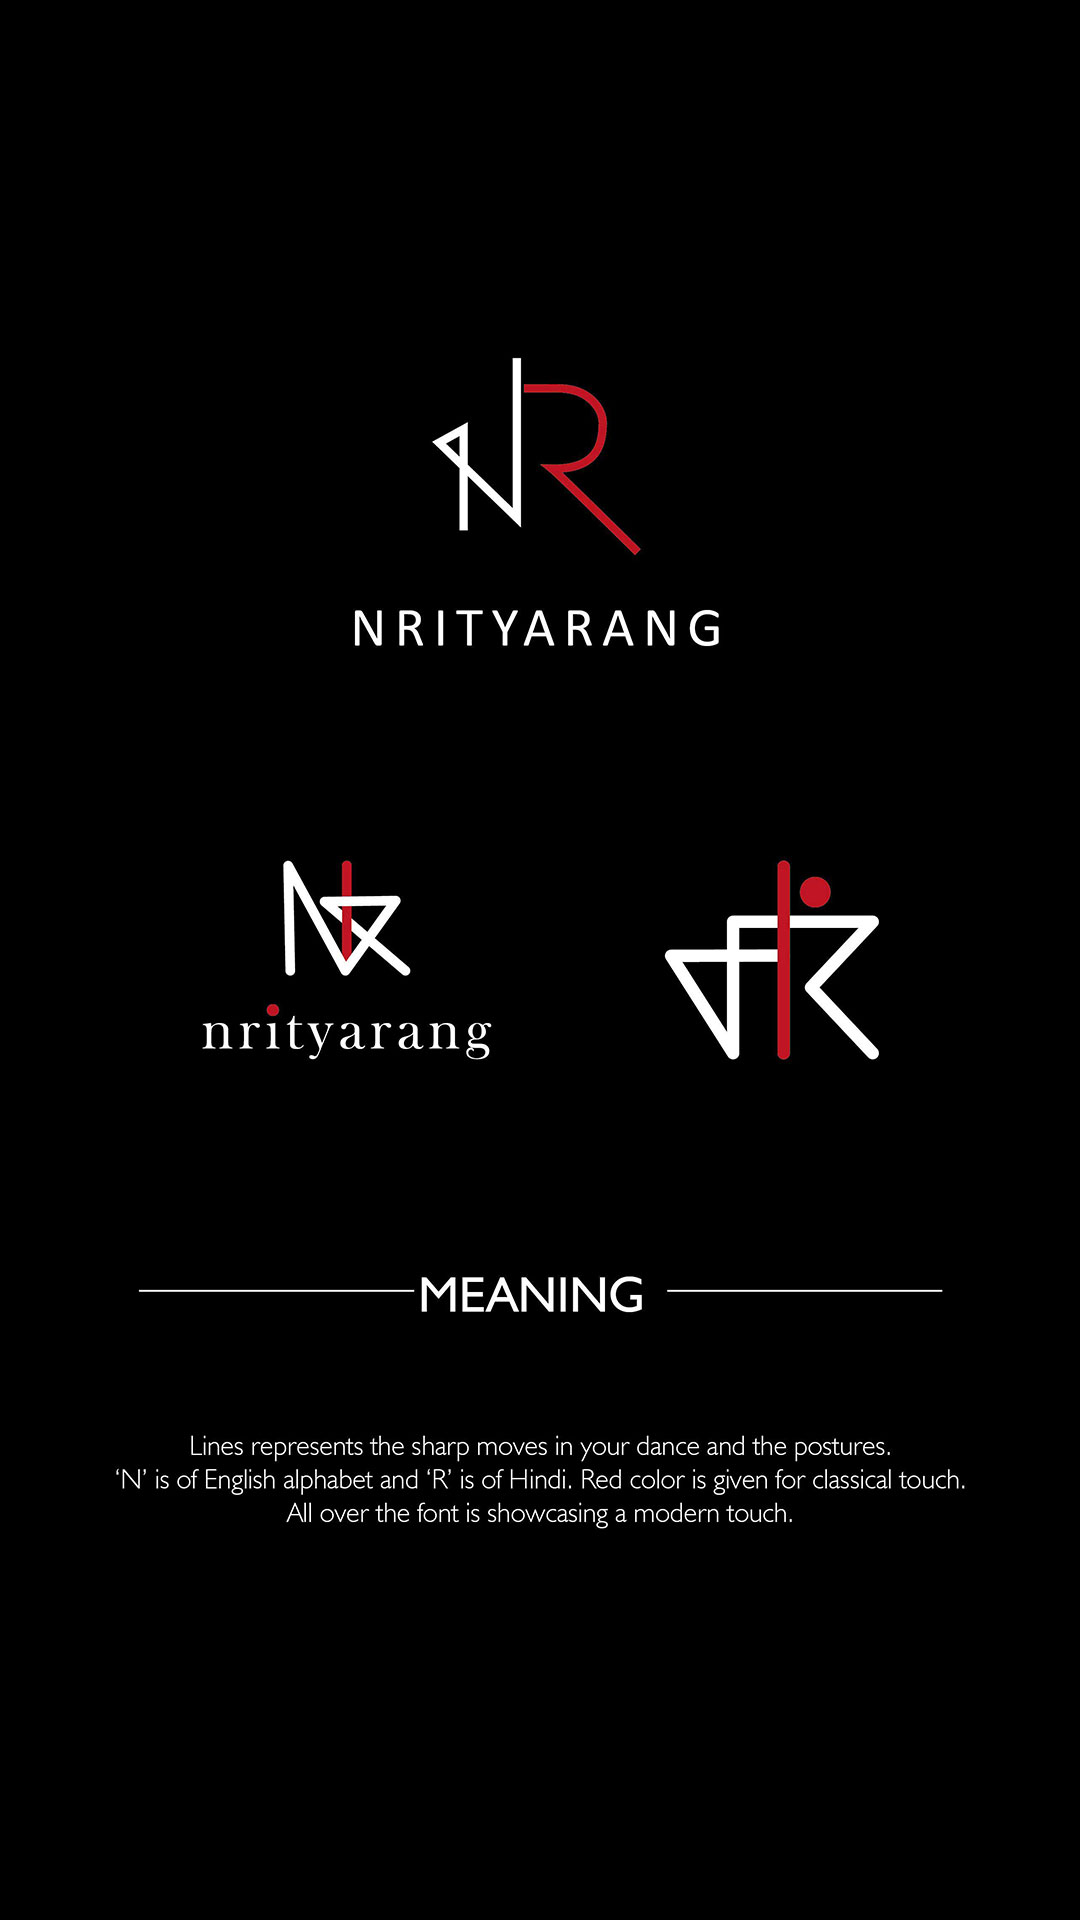 NR
NRITYARANG
nrityarang
MEANING
Lines represents the sharp moves in your dance and the postures.
‘N’ is of English alphabet and ‘R’ is of Hindi. Red color is given for classical touch.
All over the font is showcasing a modern touch.